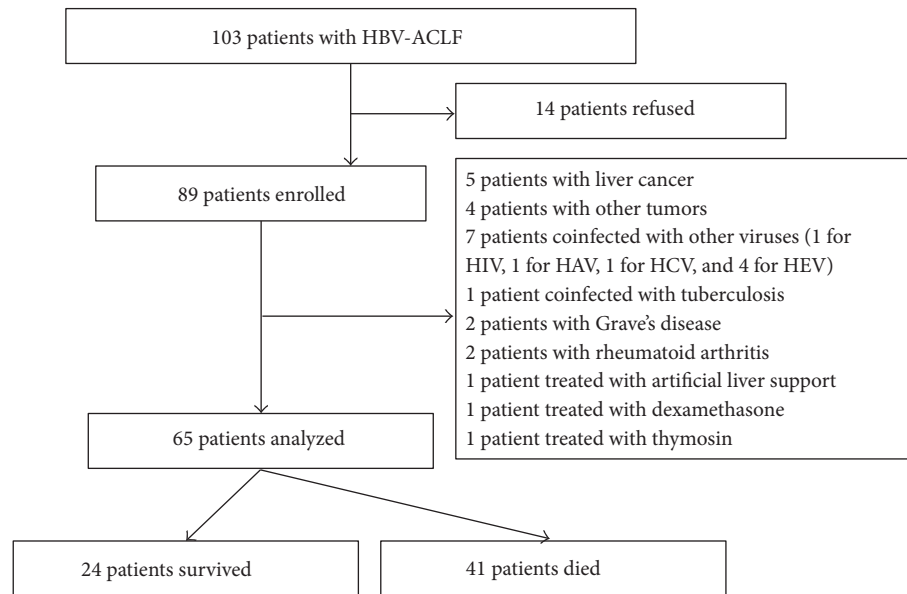 103 patients with HBV-ACLF
14 patients refused
89 patients enrolled
5 patients with liver cancer
4 patients with other tumors
7 patients coinfected with other viruses (1 for
HIV, 1 for HAV, 1 for HCV, and 4 for HEV)
1 patient coinfected with tuberculosis
2 patients with Grave's disease
2 patients with rheumatoid arthritis
1 patient treated with artificial liver support
1 patient treated with dexamethasone
1 patient treated with thymosin
65 patients analyzed
24 patients survived
41 patients died